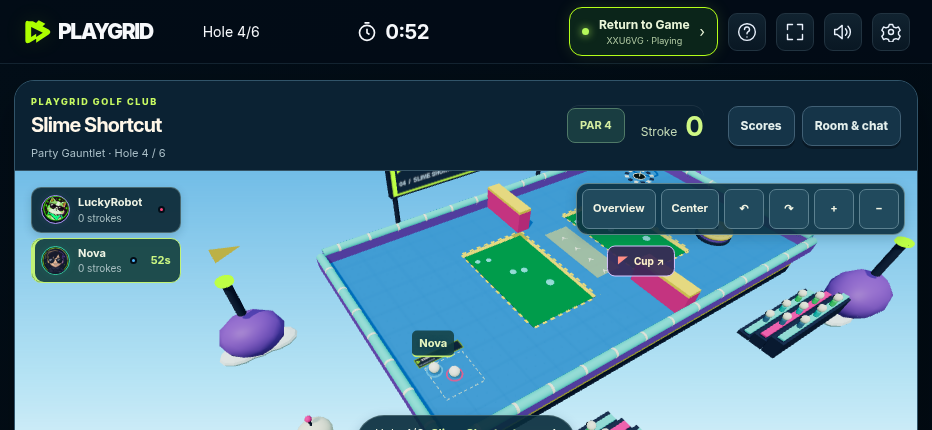 PLAYGRID
Hole 4/6
0:52
Return to Game
XXU6VG · Playing
PLAYGRID GOLF CLUB
Slime Shortcut
Party Gauntlet · Hole 4 / 6
PAR 4
Stroke 0
Scores
Room & chat
LuckyRobot
0 strokes
Nova
0 strokes
52s
Overview
Center
Cup
Nova